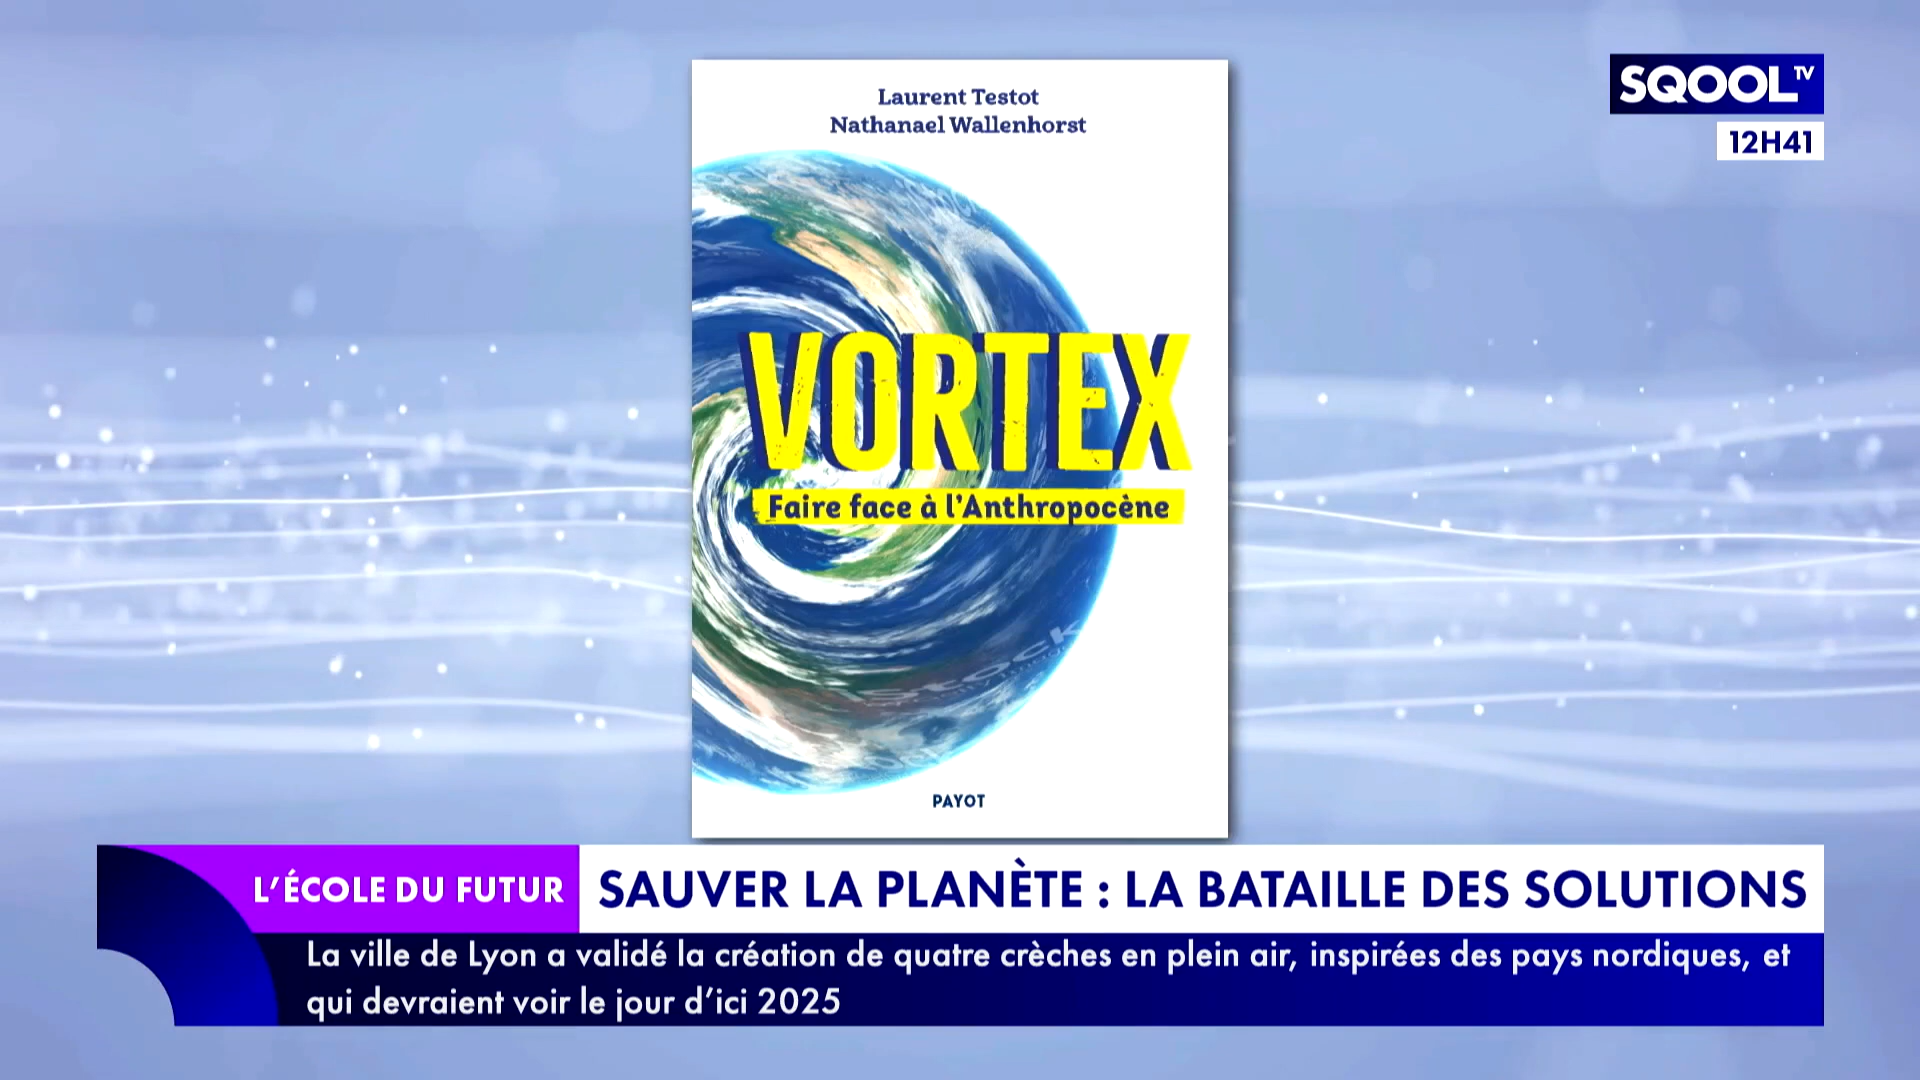 SQOOL TV
12H41
Laurent Testot
Nathanael Wallenhorst
VORTEX
Faire face à l'Anthropocène
stock
PAYOT
L'ÉCOLE DU FUTUR
SAUVER LA PLANÈTE : LA BATAILLE DES SOLUTIONS
La ville de Lyon a validé la création de quatre crèches en plein air, inspirées des pays nordiques, et
qui devraient voir le jour d'ici 2025